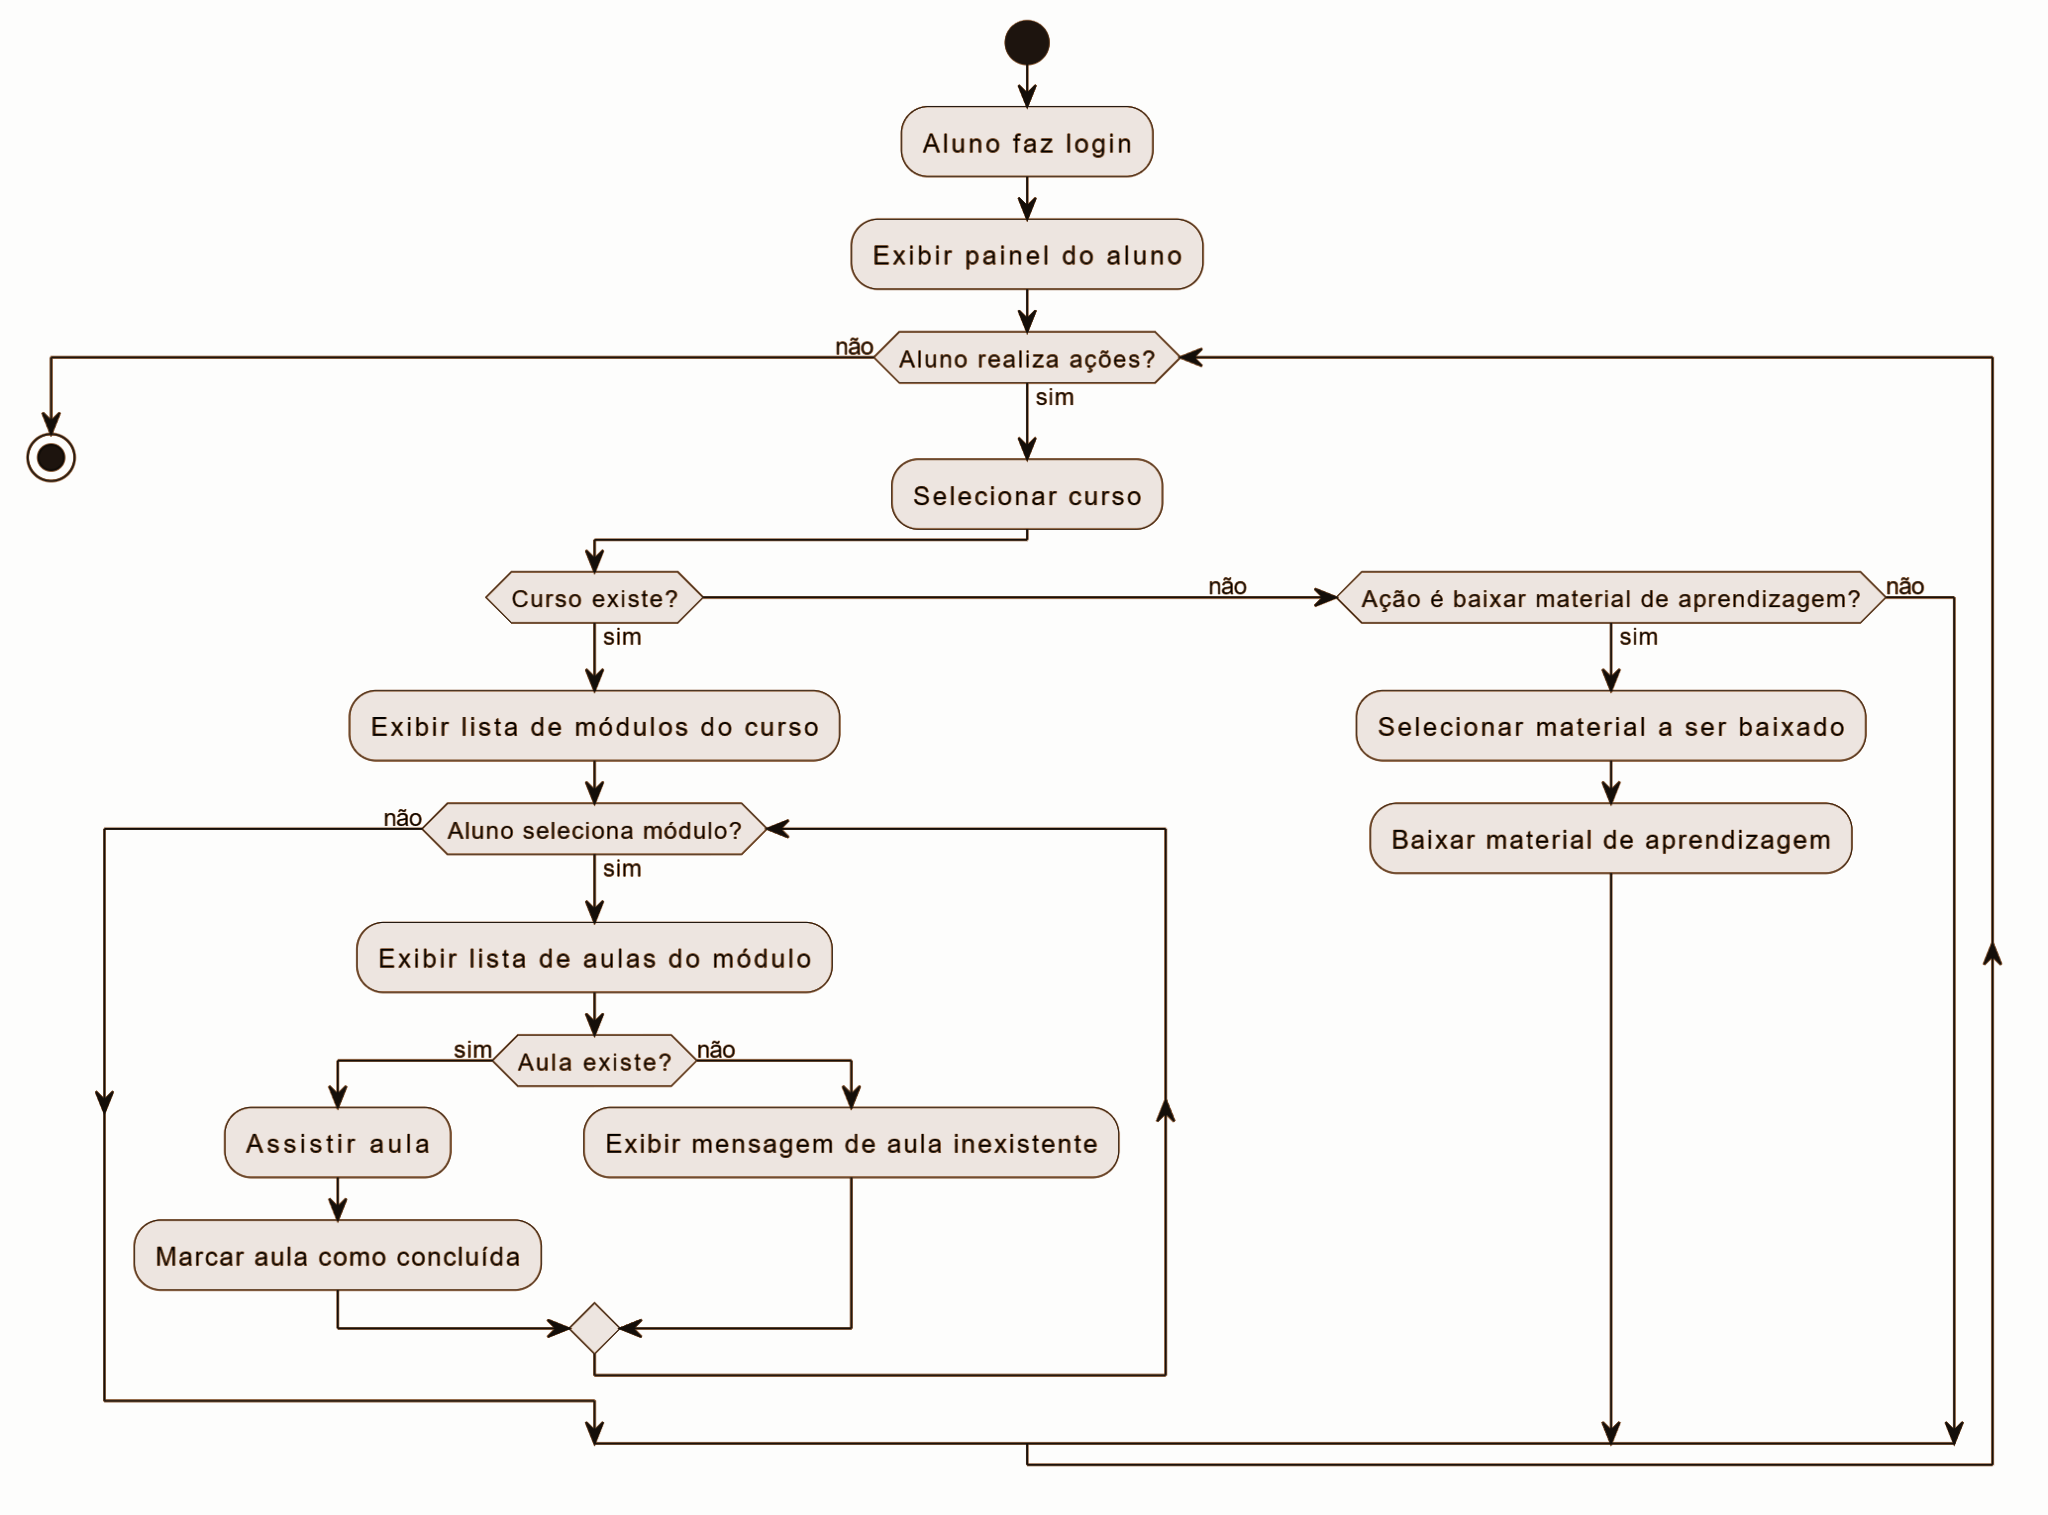 Aluno faz login
Exibir painel do aluno
não
Aluno realiza ações?
sim
Selecionar curso
Curso existe?
não
Ação é baixar material de aprendizagem?
não
sim
sim
Exibir lista de módulos do curso
Selecionar material a ser baixado
não
Aluno seleciona módulo?
Baixar material de aprendizagem
sim
Exibir lista de aulas do módulo
sim
Aula existe?
não
Assistir aula
Exibir mensagem de aula inexistente
Marcar aula como concluída